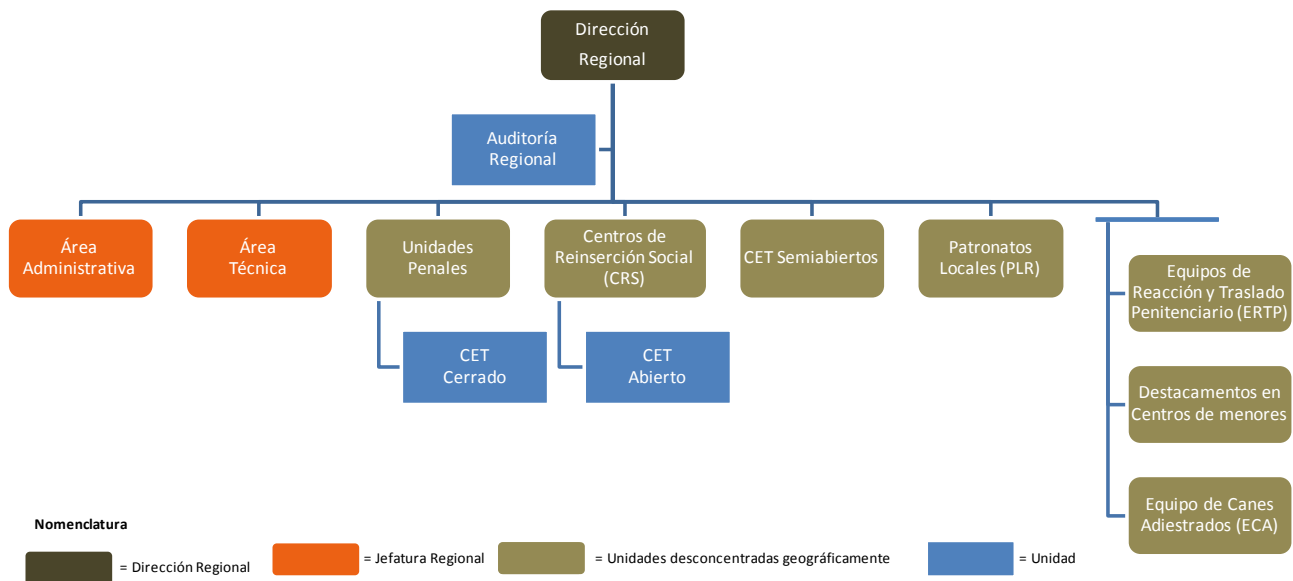 Dirección
Regional
Auditoría
Regional
Área
Administrativa
Área
Técnica
Unidades
Penales
Centros de
Reinserción Social
(CRS)
CET Semiabiertos
Patronatos
Locales (PLR)
Equipos de
Reacción y Traslado
Penitenciario (ERTP)
CET
Cerrado
CET
Abierto
Destacamentos en
Centros de menores
Equipo de Canes
Adiestrados (ECA)
Nomenclatura
= Dirección Regional
= Jefatura Regional
= Unidades desconcentradas geográficamente
= Unidad